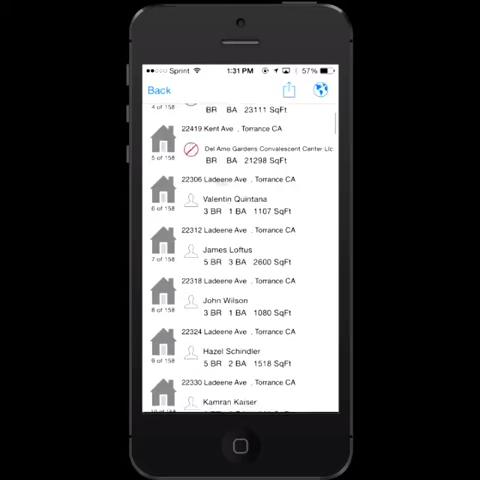 Sprint 1:31 PM 57%
Back
4 of 158
BR BA 23111 SqFt
22419 Kent Ave , Torrance CA
Del Amo Gardens Convalescent Center Llc
5 of 158
BR BA 21298 SqFt
22306 Ladeene Ave , Torrance CA
Valentin Quintana
6 of 158
3 BR 1 BA 1107 SqFt
22312 Ladeene Ave , Torrance CA
James Loftus
7 of 158
5 BR 3 BA 2600 SqFt
22318 Ladeene Ave , Torrance CA
John Wilson
8 of 158
3 BR 1 BA 1080 SqFt
22324 Ladeene Ave , Torrance CA
Hazel Schindler
9 of 158
5 BR 2 BA 1518 SqFt
22330 Ladeene Ave , Torrance CA
Kamran Kaiser
10 of 158